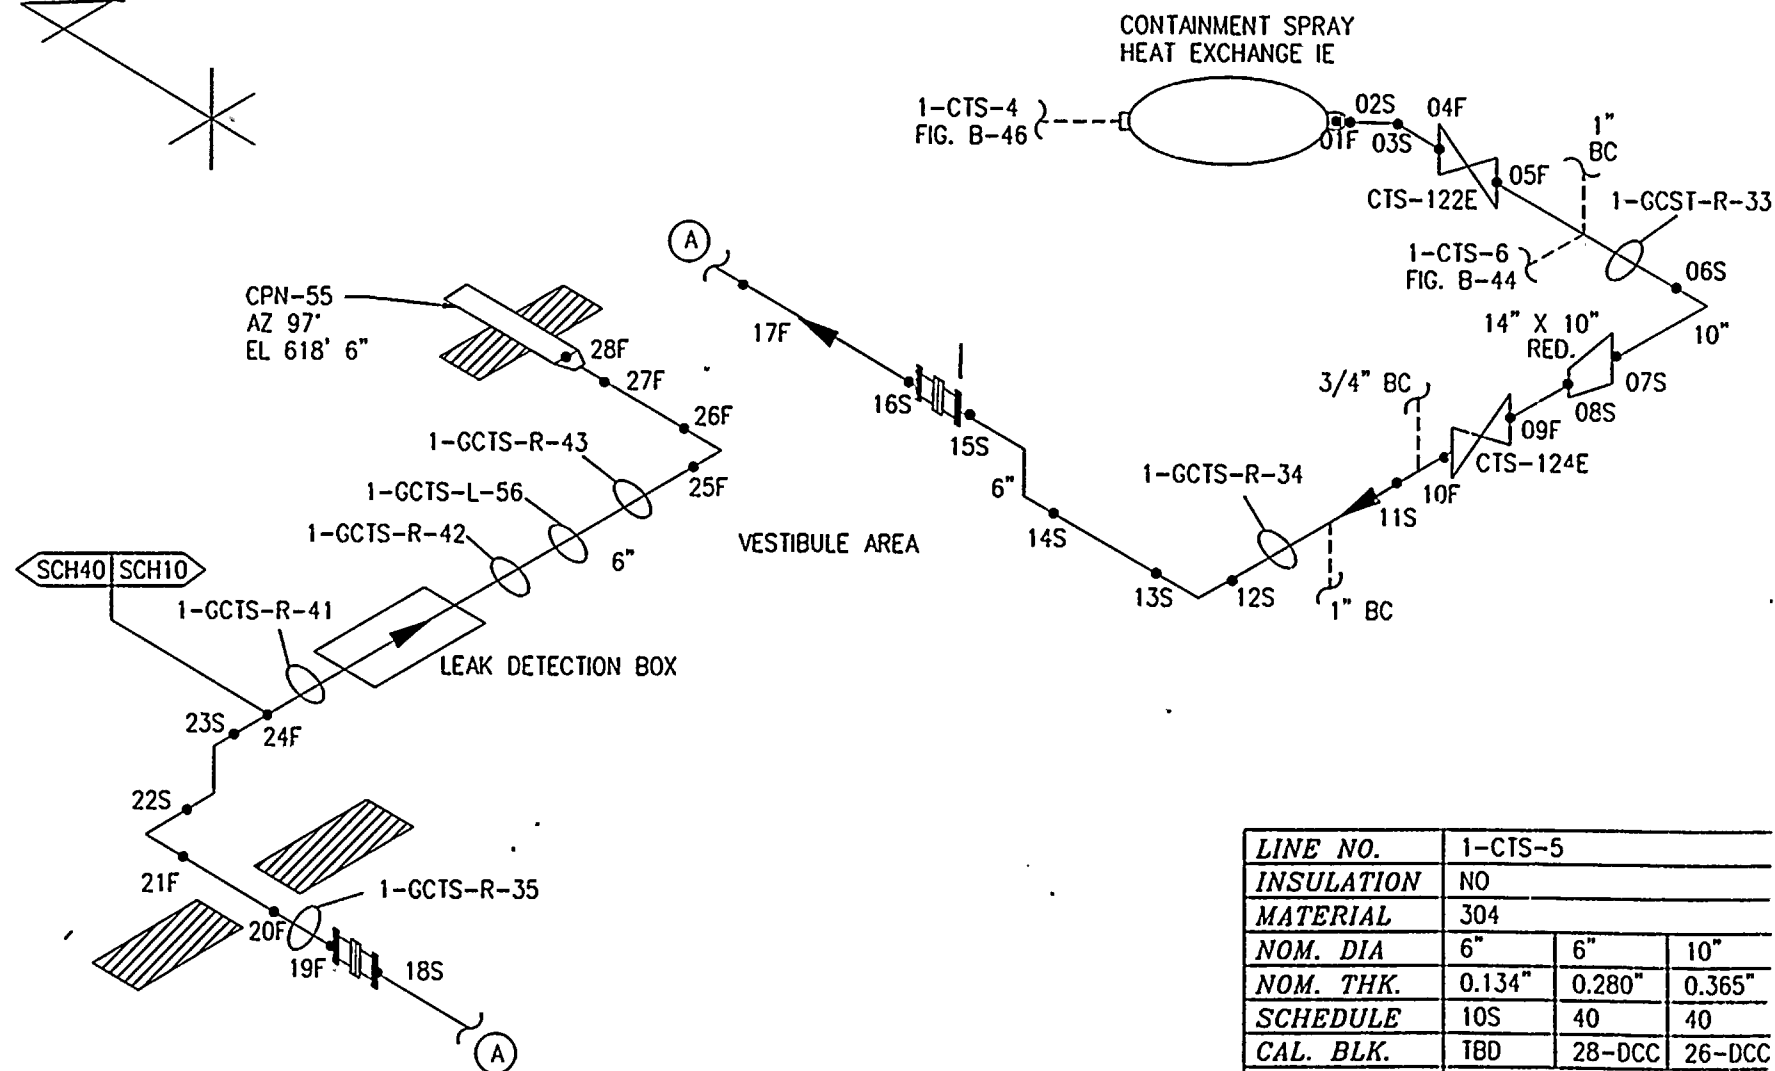 CONTAINMENT SPRAY
HEAT EXCHANGE IE
1-CTS-4
FIG. B-46
02S
04F
01F
03S
1"
BC
05F
CTS-122E
1-GCST-R-33
1-CTS-6
FIG. B-44
06S
A
CPN-55
AZ 97'
EL 618' 6"
17F
14" X 10"
RED.
10"
28F
27F
3/4" BC
07S
08S
16S
26F
09F
15S
1-GCTS-R-43
CTS-124E
1-GCTS-R-34
25F
1-GCTS-L-56
6"
10F
11S
1-GCTS-R-42
14S
VESTIBULE AREA
6"
SCH40
SCH10
13S
12S
1" BC
1-GCTS-R-41
LEAK DETECTION BOX
23S
24F
22S
21F
1-GCTS-R-35
20F
19F
18S
A
LINE NO. 1-CTS-5
INSULATION NO
MATERIAL 304
NOM. DIA 6" 6" 10"
NOM. THK. 0.134" 0.280" 0.365"
SCHEDULE 10S 40 40
CAL. BLK. TBD 28-DCC 26-DCC